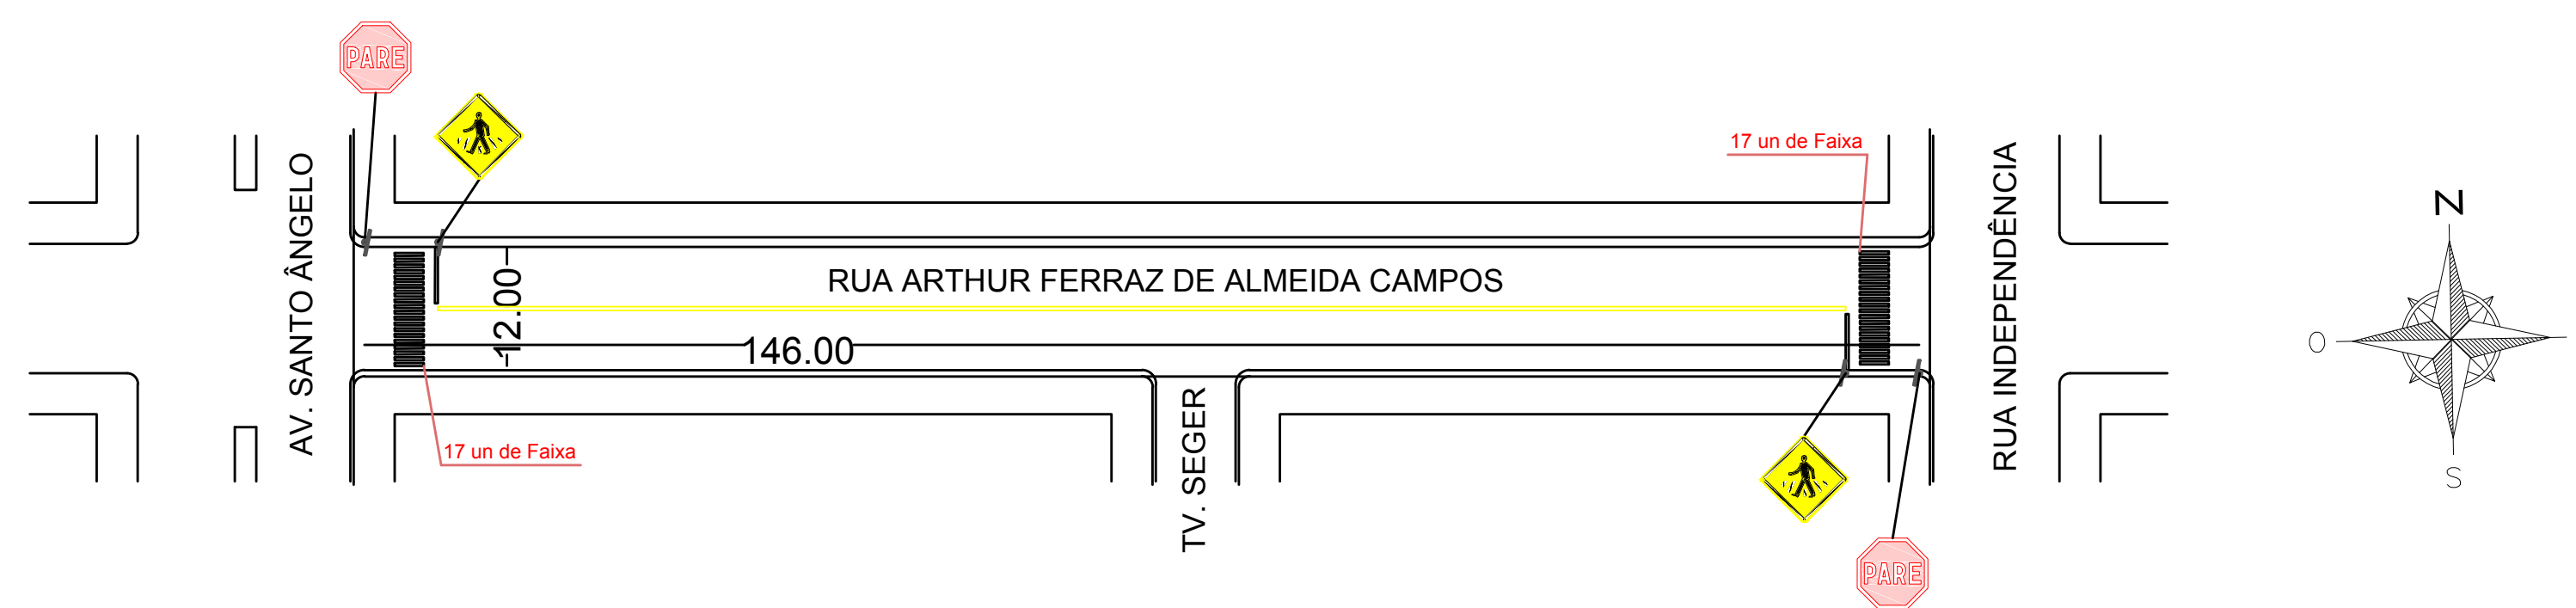 PARE
17 un de Faixa
AV. SANTO ÂNGELO
RUA INDEPENDÊNCIA
N
RUA ARTHUR FERRAZ DE ALMEIDA CAMPOS
12.00
146.00
O
17 un de Faixa
TV. SEGER
S
PARE